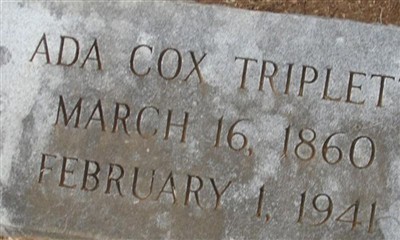 ADA COX TRIPLETT
MARCH 16, 1860
FEBRUARY 1, 1941